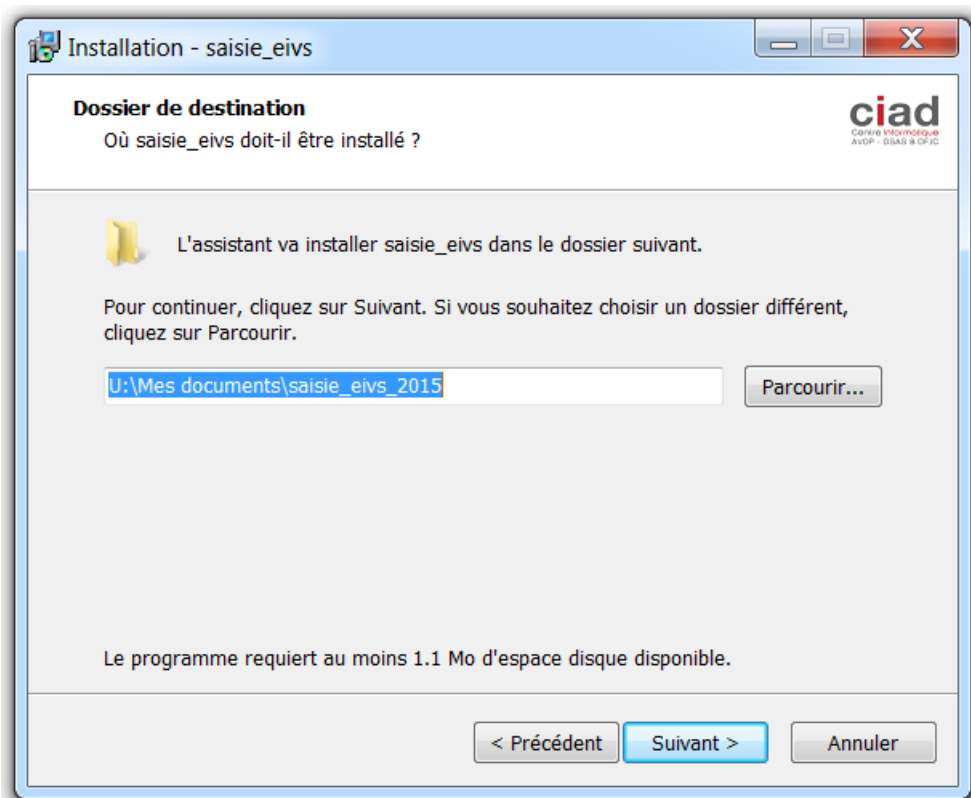 Installation - saisie_eivs
Dossier de destination
Où saisie_eivs doit-il être installé ?
ciad
Centre Informatique
AVOP - DSAS & OFJC
L'assistant va installer saisie_eivs dans le dossier suivant.
Pour continuer, cliquez sur Suivant. Si vous souhaitez choisir un dossier différent,
cliquez sur Parcourir.
U:\Mes documents\saisie_eivs_2015
Parcourir...
Le programme requiert au moins 1.1 Mo d'espace disque disponible.
< Précédent
Suivant >
Annuler